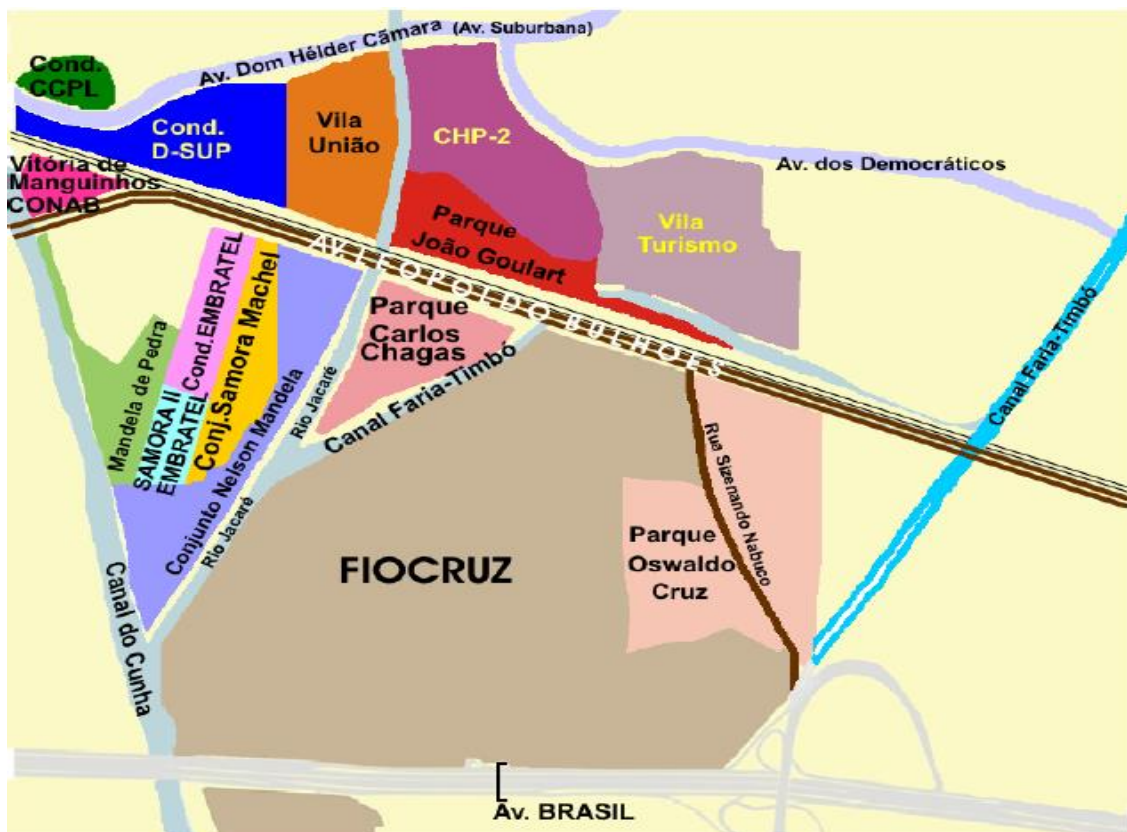 Cond.
CCPL
Av. Dom Hélder Cãmara
(Av. Suburbana)
Cond.
D-SUP
Vila
União
CHP-2
Av. dos Democráticos
Vitória de
Manguinhos
CONAB
Parque
João Goulart
Vila
Turismo
AV. LEOPOLDO BULHOES
Mandela de Pedra
SAMORA II
EMBRATEL
Cond.EMBRATEL
Conj.Samora Machel
Conjunto Nelson Mandela
Rio Jacaré
Rio Jacaré
Parque
Carlos
Chagas
Canal Faria-Timbó
Canal Faria-Timbó
Rua Sizenando Nabuco
Parque
Oswaldo
Cruz
FIOCRUZ
Canal do Cunha
Av. BRASIL